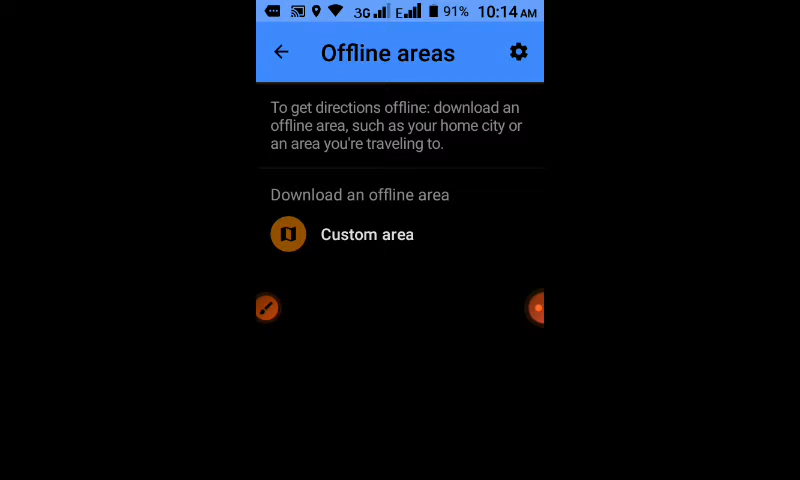 3G E 91% 10:14 AM
Offline areas
To get directions offline: download an
offline area, such as your home city or
an area you're traveling to.
Download an offline area
Custom area